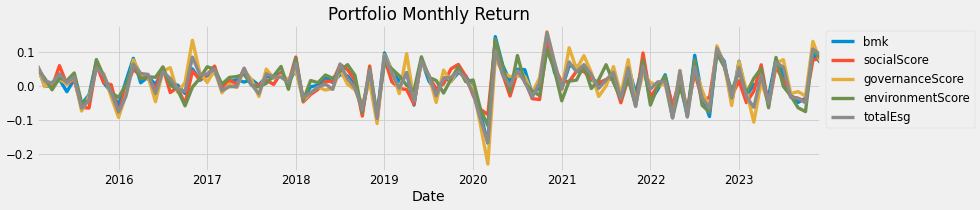 Portfolio Monthly Return
0.1
0.0
−0.1
−0.2
2016 2017 2018 2019 2020 2021 2022 2023
Date
bmk
socialScore
governanceScore
environmentScore
totalEsg